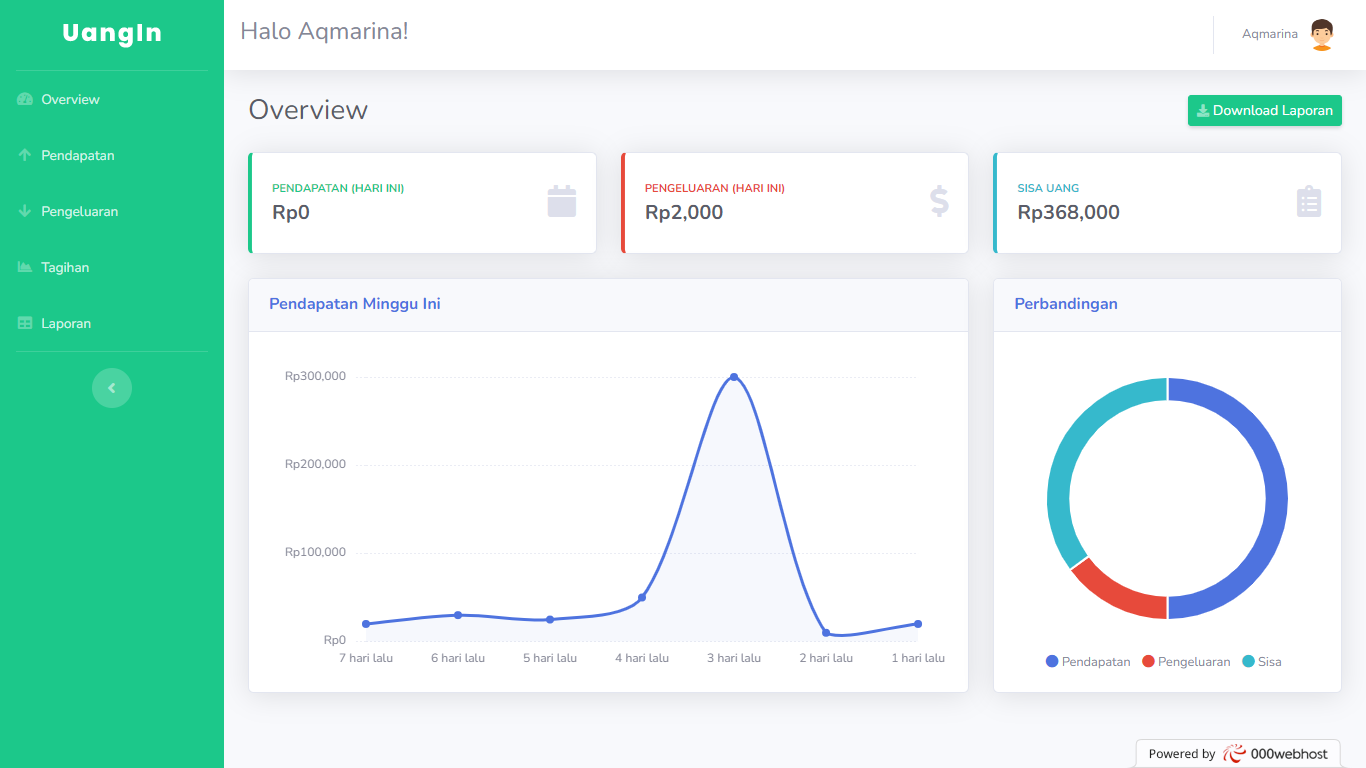 UangIn
Halo Aqmarina!
Aqmarina
Overview
Pendapatan
Pengeluaran
Tagihan
Laporan
Overview
Download Laporan
PENDAPATAN (HARI INI)
Rp0
PENGELUARAN (HARI INI)
Rp2,000
SISA UANG
Rp368,000
Pendapatan Minggu Ini
Rp300,000
Rp200,000
Rp100,000
Rp0
7 hari lalu 6 hari lalu 5 hari lalu 4 hari lalu 3 hari lalu 2 hari lalu 1 hari lalu
Perbandingan
Pendapatan Pengeluaran Sisa
Powered by 000webhost